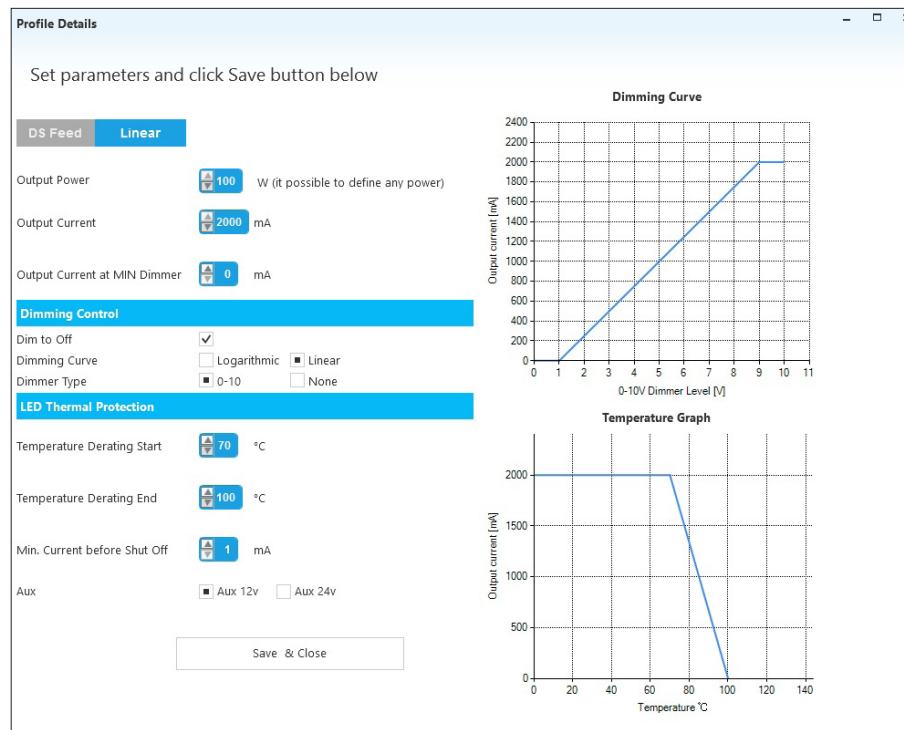 Profile Details
Set parameters and click Save button below
DS Feed Linear
Output Power 100 W (it possible to define any power)
Output Current 2000 mA
Output Current at MIN Dimmer 0 mA
Dimming Control
Dim to Off
Dimming Curve Logarithmic Linear
Dimmer Type 0-10 None
LED Thermal Protection
Temperature Derating Start 70 °C
Temperature Derating End 100 °C
Min. Current before Shut Off 1 mA
Aux Aux 12v Aux 24v
Save & Close
Dimming Curve
Output current [mA]
2400
2200
2000
1800
1600
1400
1200
1000
800
600
400
200
0
0 1 2 3 4 5 6 7 8 9 10 11
0-10V Dimmer Level [V]
Temperature Graph
Output current [mA]
2000
1500
1000
500
0
0 20 40 60 80 100 120 140
Temperature °C